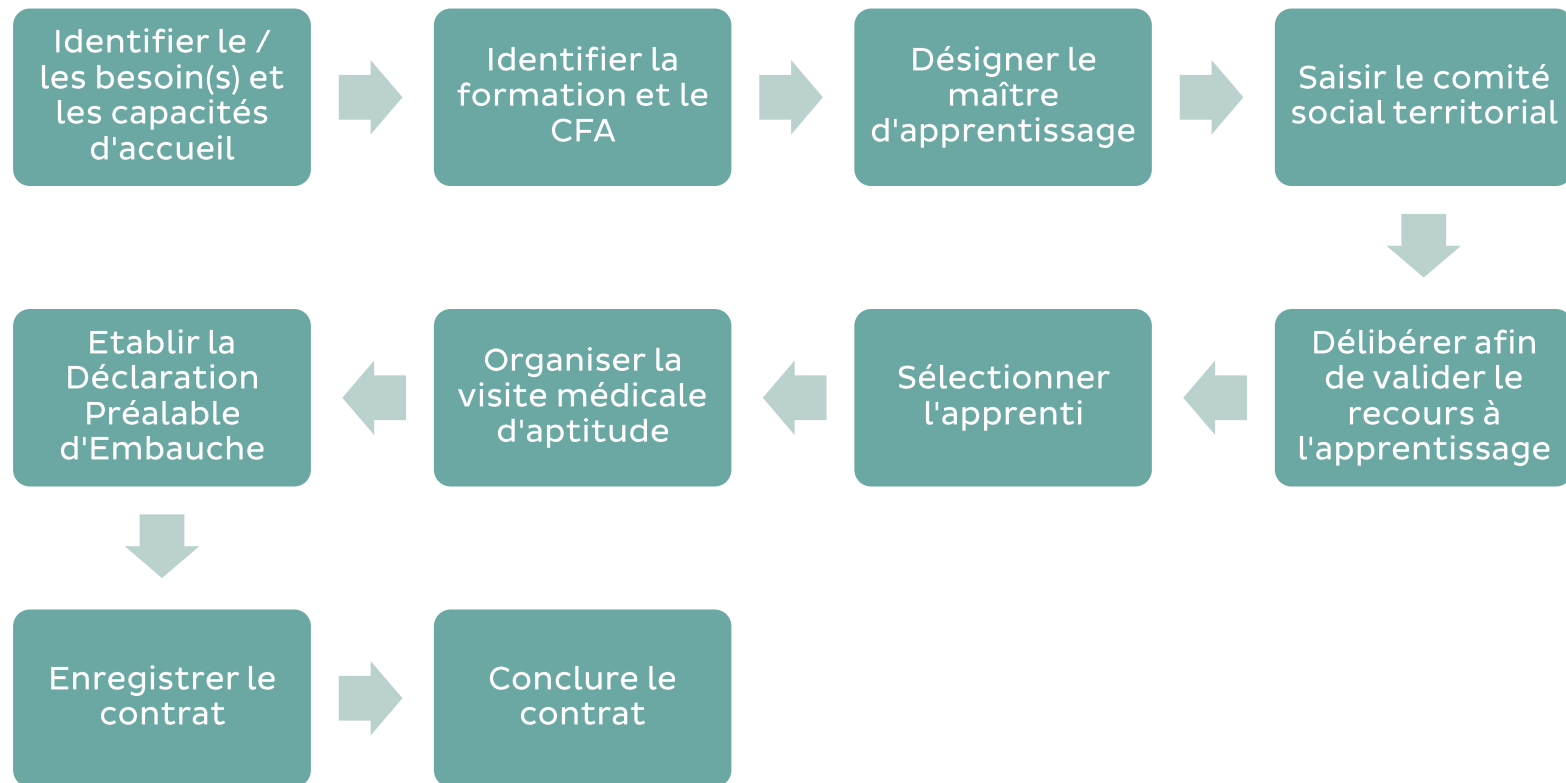 Identifier le /
les besoin(s) et
les capacités
d'accueil
Identifier la
formation et le
CFA
Désigner le
maître
d'apprentissage
Saisir le comité
social territorial
Délibérer afin
de valider le
recours à
l'apprentissage
Sélectionner
l'apprenti
Organiser la
visite médicale
d'aptitude
Etablir la
Déclaration
Préalable
d'Embauche
Enregistrer le
contrat
Conclure le
contrat